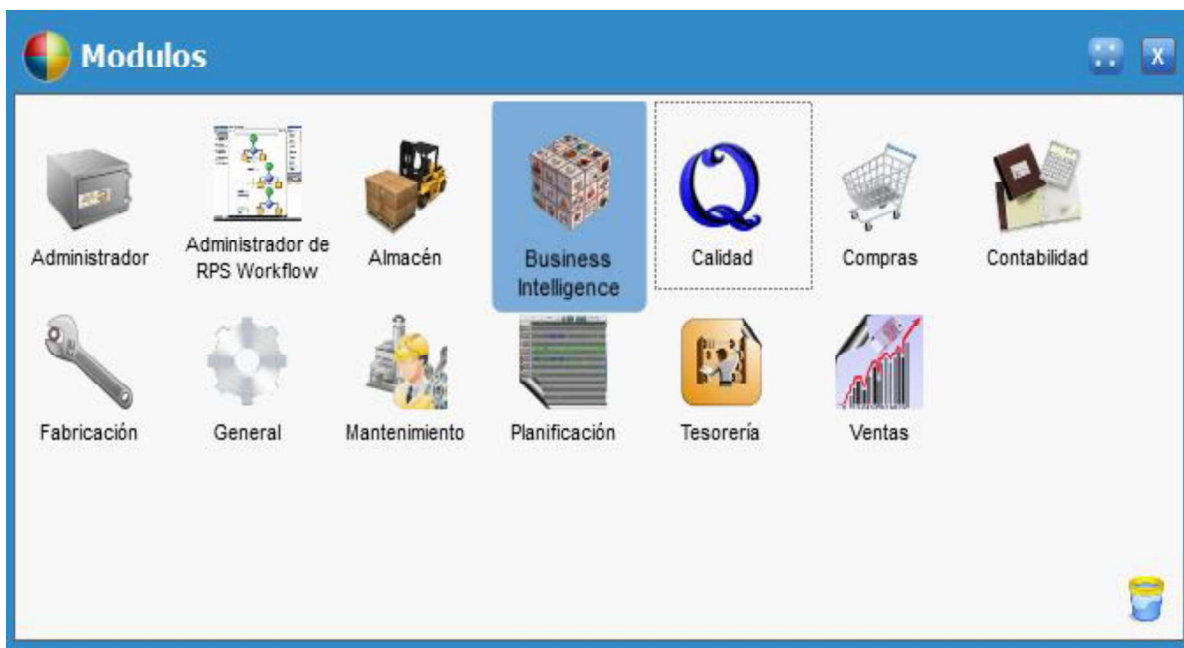 Modulos
X
Administrador
Administrador de
RPS Workflow
Almacén
Business
Intelligence
Calidad
Compras
Contabilidad
Fabricación
General
Mantenimiento
Planificación
Tesorería
Ventas